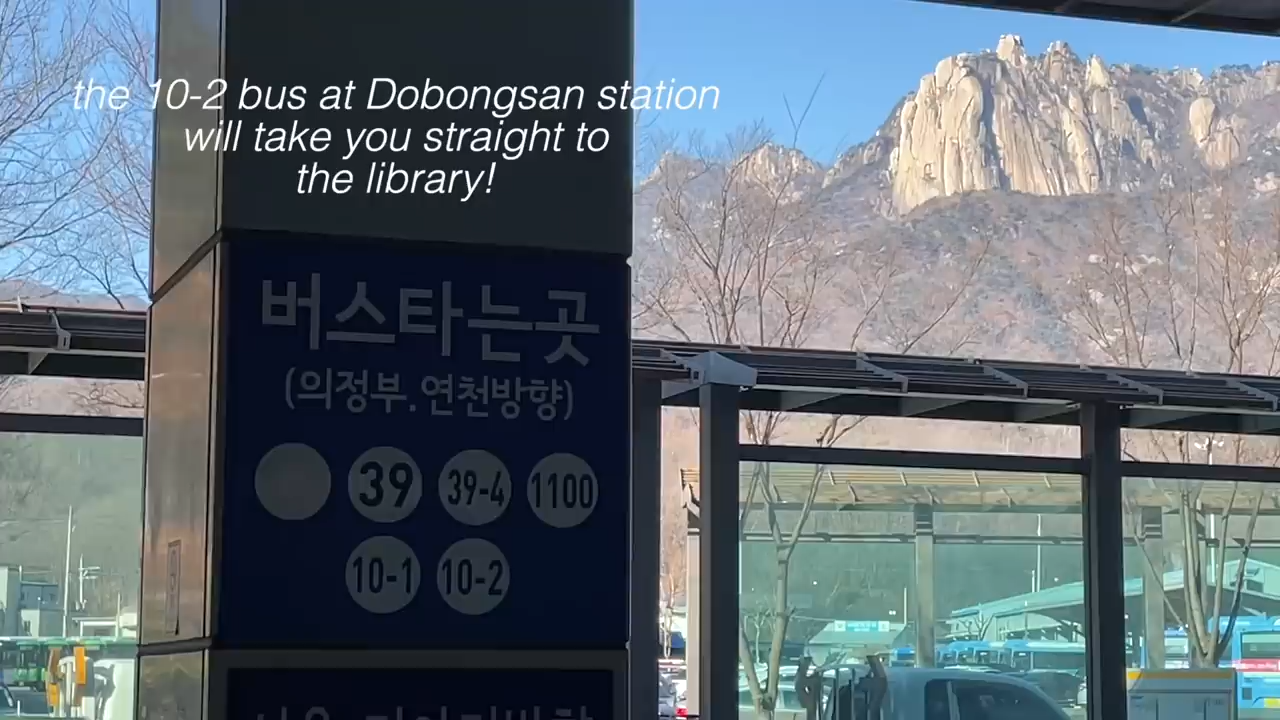 the 10-2 bus at Dobongsan station
will take you straight to
the library!
버스타는곳
(의정부.연천방향)
39 39-4 1100
10-1 10-2